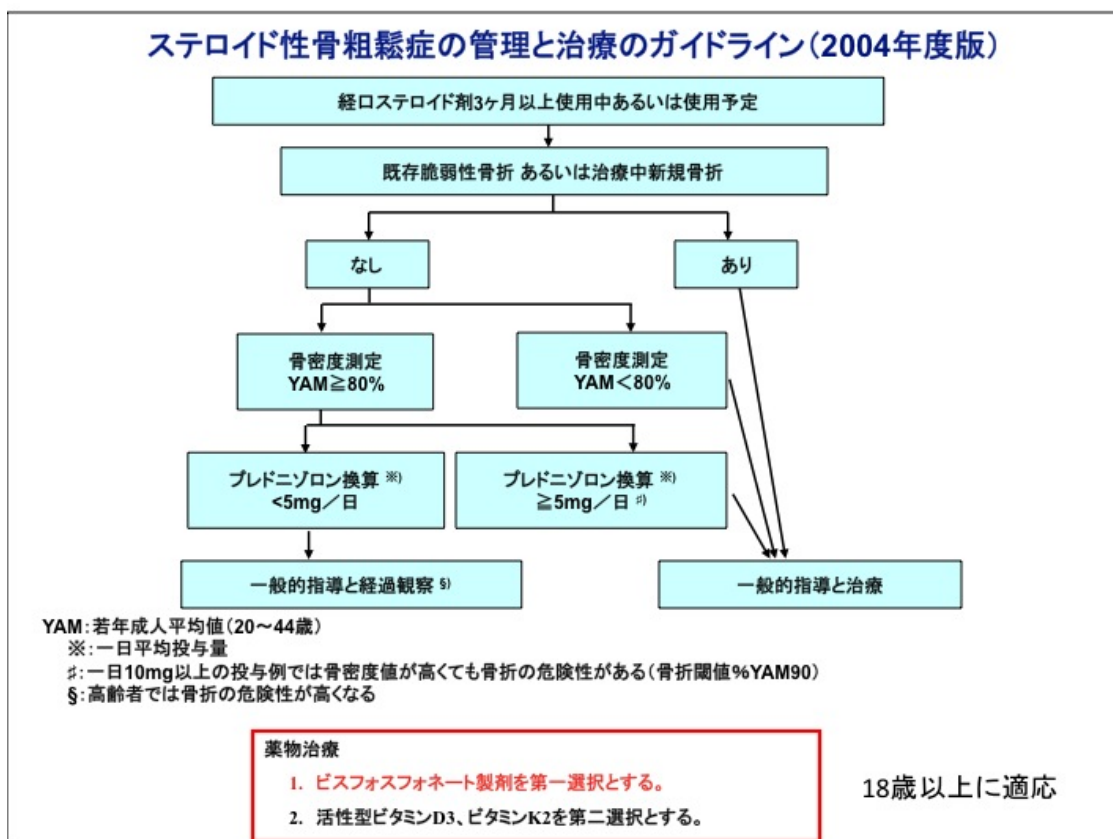 ステロイド性骨粗鬆症の管理と治療のガイドライン(2004年度版)
経口ステロイド剤3ヶ月以上使用中あるいは使用予定
既存脆弱性骨折 あるいは治療中新規骨折
なし
あり
骨密度測定
YAM≧80%
骨密度測定
YAM<80%
プレドニゾロン換算 ※)
<5mg/日
プレドニゾロン換算 ※)
≧5mg/日 ♯)
一般的指導と経過観察 §)
一般的指導と治療
YAM:若年成人平均値(20〜44歳)
※:一日平均投与量
♯:一日10mg以上の投与例では骨密度値が高くても骨折の危険性がある(骨折閾値%YAM90)
§:高齢者では骨折の危険性が高くなる
薬物治療
1. ビスフォスフォネート製剤を第一選択とする。
2. 活性型ビタミンD3、ビタミンK2を第二選択とする。
18歳以上に適応